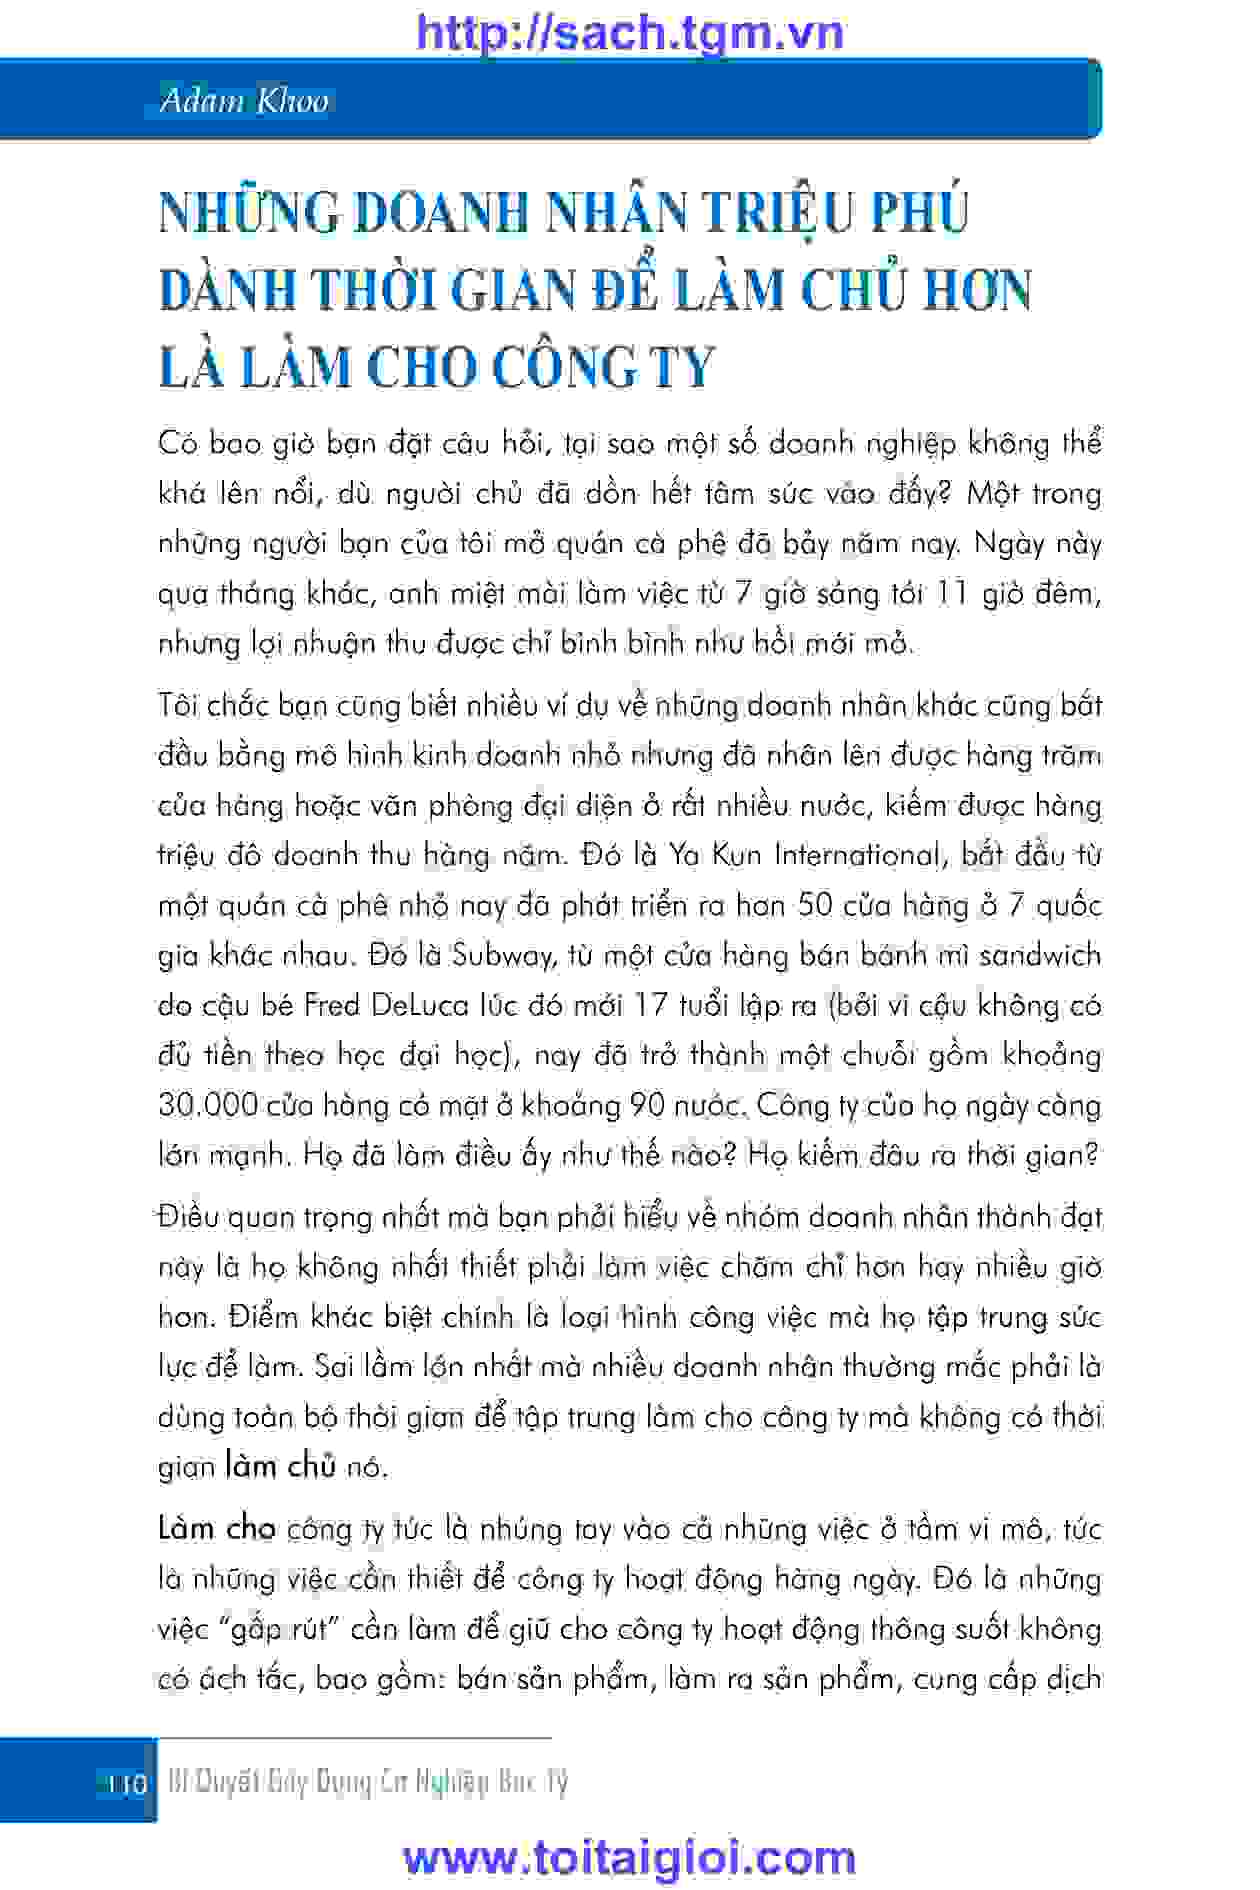 http://sach.tgm.vn
Adam Khoo
NHỮNG DOANH NHÂN TRIỆU PHÚ
DÀNH THỜI GIAN ĐỂ LÀM CHỦ HƠN
LÀ LÀM CHO CÔNG TY
Có bao giờ bạn đặt câu hỏi, tại sao một số doanh nghiệp không thể
khá lên nổi, dù người chủ đã dồn hết tâm sức vào đấy? Một trong
những người bạn của tôi mở quán cà phê đã bảy năm nay. Ngày này
qua tháng khác, anh miệt mài làm việc từ 7 giờ sáng tới 11 giờ đêm,
nhưng lợi nhuận thu được chỉ bình bình như hồi mới mở.
Tôi chắc bạn cũng biết nhiều ví dụ về những doanh nhân khác cũng bắt
đầu bằng mô hình kinh doanh nhỏ nhưng đã nhân lên được hàng trăm
cửa hàng hoặc văn phòng đại diện ở rất nhiều nước, kiếm được hàng
triệu đô doanh thu hàng năm. Đó là Ya Kun International, bắt đầu từ
một quán cà phê nhỏ nay đã phát triển ra hơn 50 cửa hàng ở 7 quốc
gia khác nhau. Đó là Subway, từ một cửa hàng bán bánh mì sandwich
do cậu bé Fred DeLuca lúc đó mới 17 tuổi lập ra (bởi vì cậu không có
đủ tiền theo học đại học), nay đã trở thành một chuỗi gồm khoảng
30.000 cửa hàng có mặt ở khoảng 90 nước. Công ty của họ ngày càng
lớn mạnh. Họ đã làm điều ấy như thế nào? Họ kiếm đâu ra thời gian?
Điều quan trọng nhất mà bạn phải hiểu về nhóm doanh nhân thành đạt
này là họ không nhất thiết phải làm việc chăm chỉ hơn hay nhiều giờ
hơn. Điểm khác biệt chính là loại hình công việc mà họ tập trung sức
lực để làm. Sai lầm lớn nhất mà nhiều doanh nhân thường mắc phải là
dùng toàn bộ thời gian để tập trung làm cho công ty mà không có thời
gian làm chủ nó.
Làm cho công ty tức là nhúng tay vào cả những việc ở tầm vi mô, tức
là những việc cần thiết để công ty hoạt động hàng ngày. Đó là những
việc “gấp rút” cần làm để giữ cho công ty hoạt động thông suốt không
có ách tắc, bao gồm: bán sản phẩm, làm ra sản phẩm, cung cấp dịch
110 Bí Quyết Gây Dựng Cơ Nghiệp Bạc Tỷ
www.toitaigioi.com